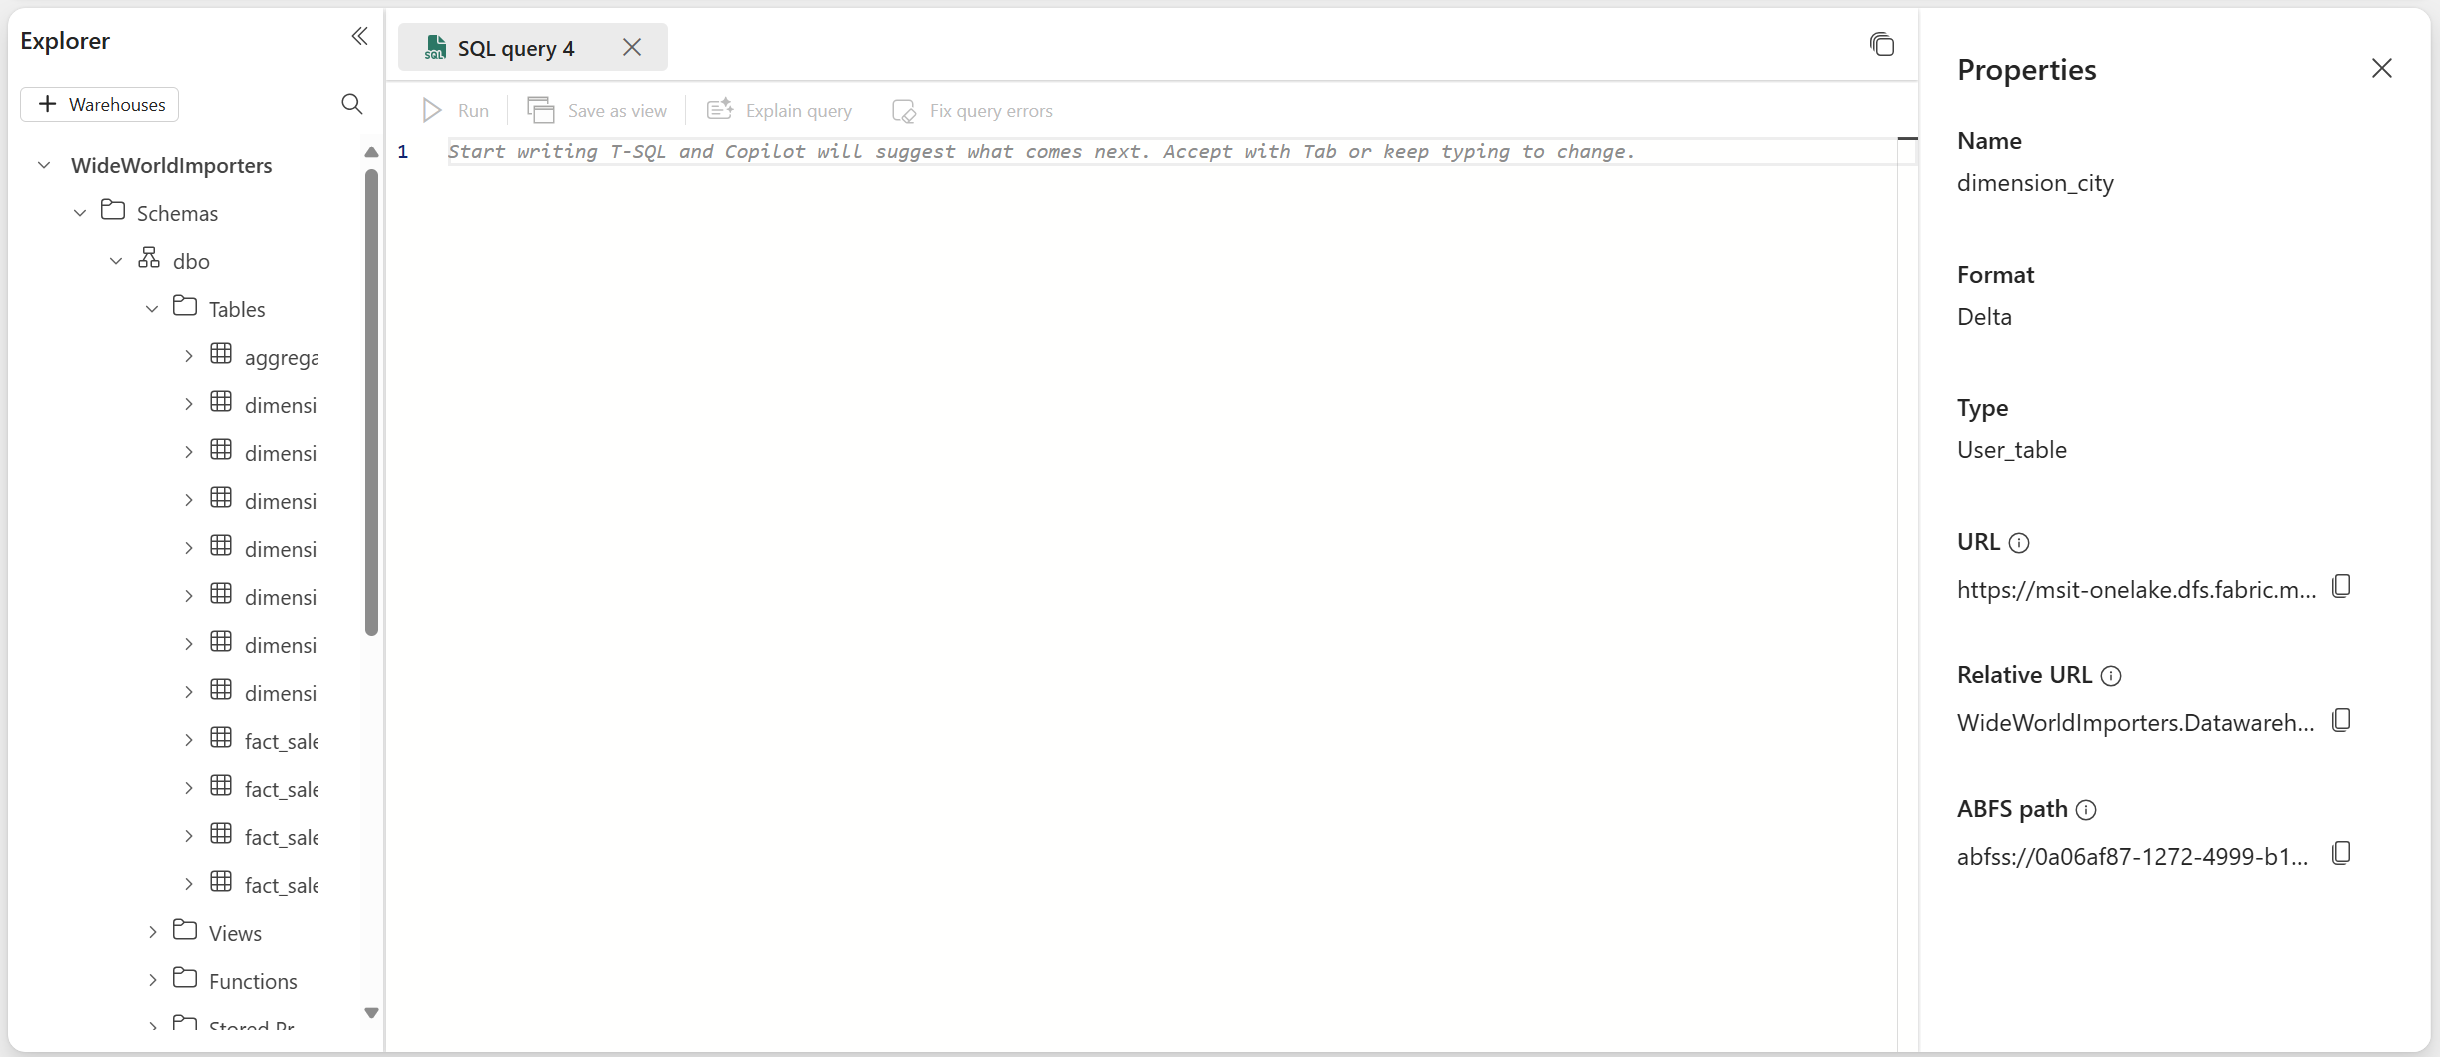 Explorer
Warehouses
WideWorldImporters
Schemas
dbo
Tables
aggrega
dimensi
dimensi
dimensi
dimensi
dimensi
dimensi
dimensi
fact_sale
fact_sale
fact_sale
fact_sale
Views
Functions
Stored Pr
SQL SQL query 4
Run Save as view Explain query Fix query errors
1 Start writing T-SQL and Copilot will suggest what comes next. Accept with Tab or keep typing to change.
Properties
Name
dimension_city
Format
Delta
Type
User_table
URL
https://msit-onelake.dfs.fabric.m...
Relative URL
WideWorldImporters.Datawareh...
ABFS path
abfss://0a06af87-1272-4999-b1...